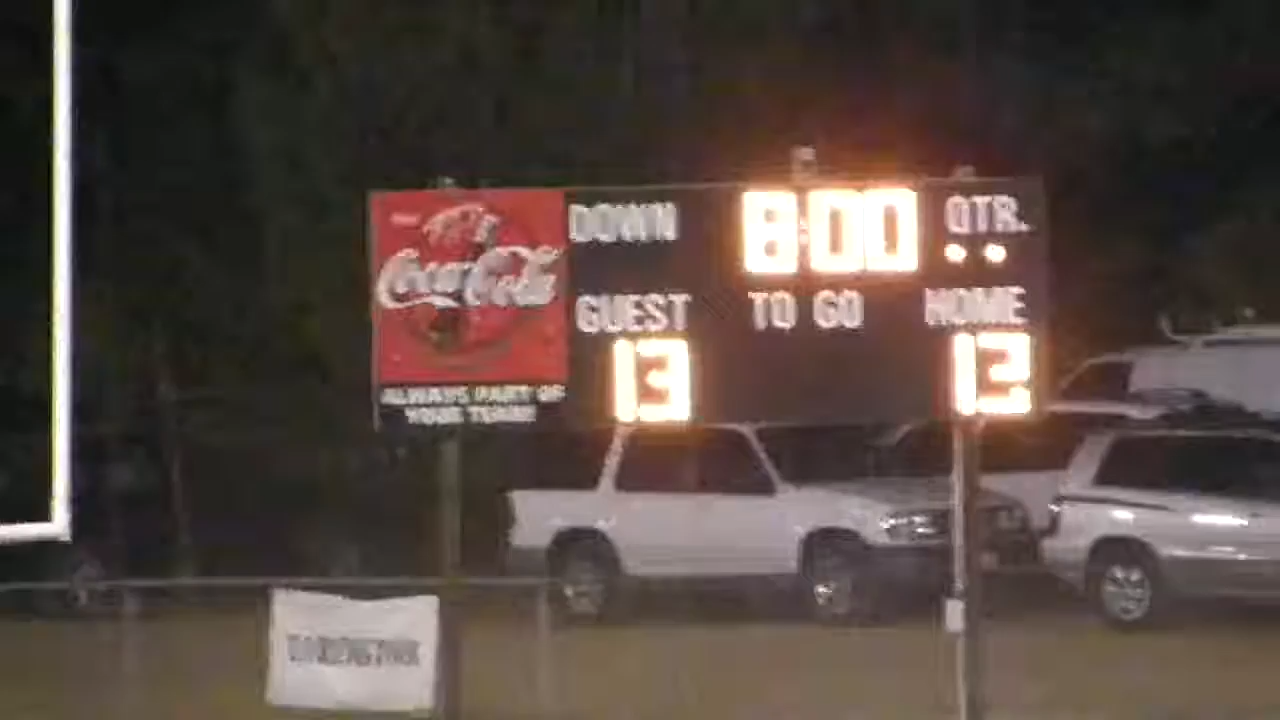 DOWN 8:00 QTR.
Coca-Cola
GUEST TO GO HOME
13 12
ALWAYS PART OF
YOUR TEAM!